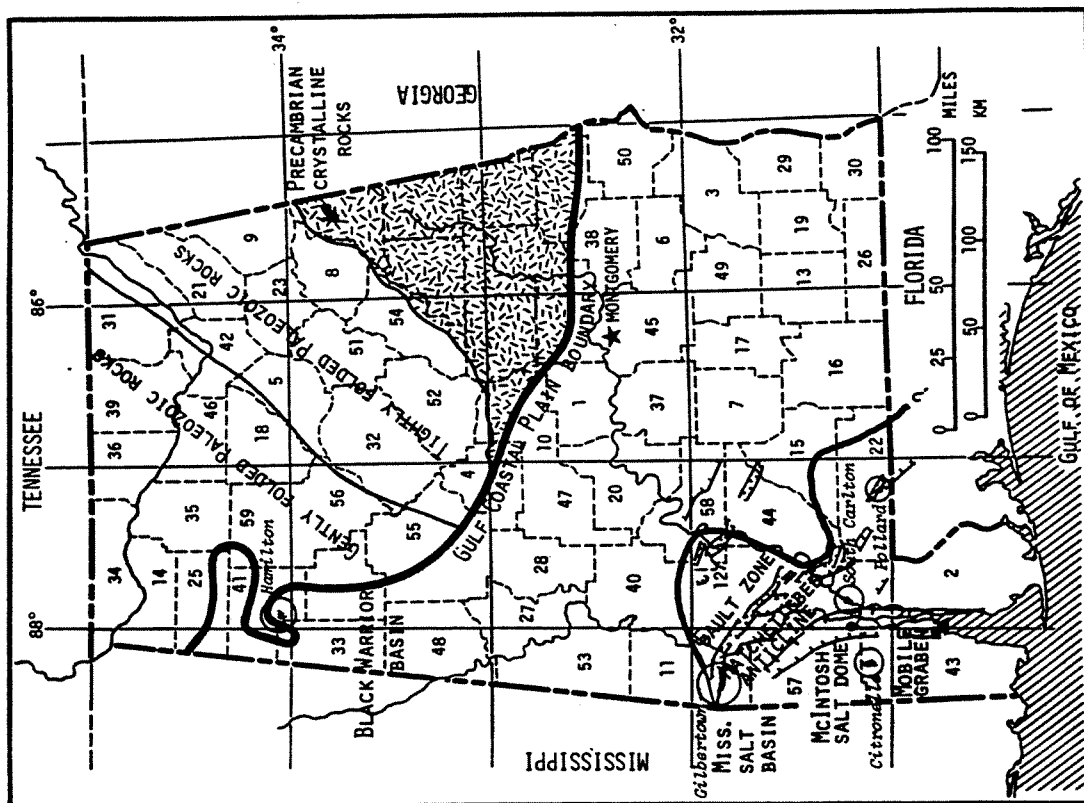 TENNESSEE
86°
88°
34°
32°
GEORGIA
MISSISSIPPI
FLORIDA
GULF OF MEXICO
PRECAMBRIAN
CRYSTALLINE
ROCKS
TIGHTLY FOLDED PALEOZOIC ROCKS
GENTLY FOLDED PALEOZOIC ROCKS
GULF COASTAL PLAIN BOUNDARY
MONTGOMERY
Hamilton
BLACK WARRIOR
BASIN
Gilbertown
FAULT ZONE
ANTICLINE
MISS.
SALT
BASIN
MCINTOSH
SALT DOME
Citronelle
MOBILE
GRABEN
South Carlton
Pollard
31
39
36
34
35
14
25
59
41
46
42
21
9
23
8
5
18
51
54
52
32
56
55
4
33
48
28
27
47
10
1
20
40
53
11
37
45
38
50
6
3
49
17
7
58
12
44
15
16
13
19
29
30
26
22
57
2
43
0 25 50 100 MILES
0 50 100 150 KM